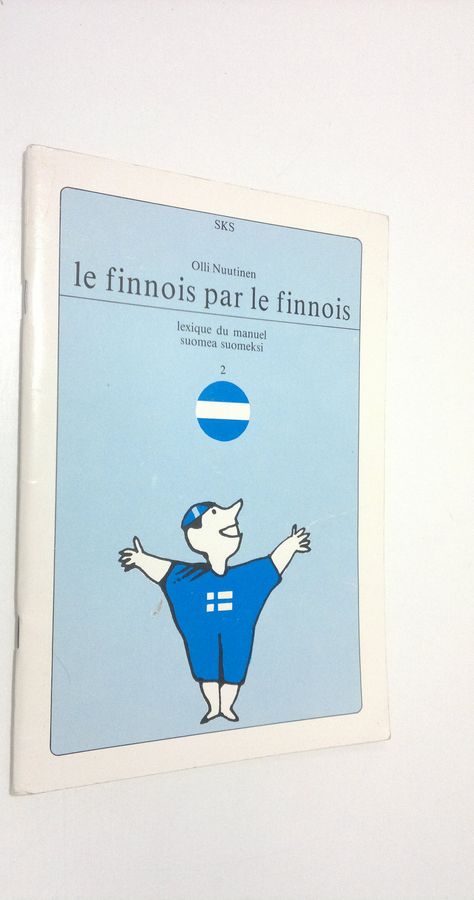 SKS
Olli Nuutinen
le finnois par le finnois
lexique du manuel
suomea suomeksi
2